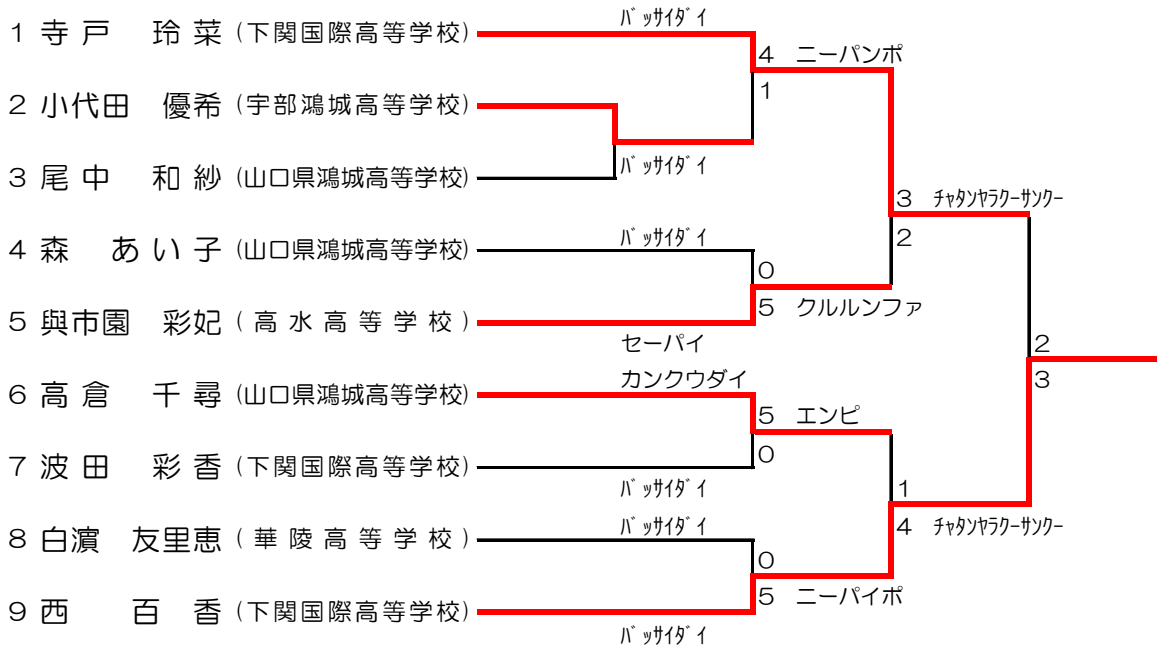 ﾊﾞｯｻｲﾀﾞｲ
1 寺戸　玲菜 (下関国際高等学校)
4 ニーパンポ
1
2 小代田　優希 (宇部鴻城高等学校)
ﾊﾞｯｻｲﾀﾞｲ
3 尾中　和紗 (山口県鴻城高等学校)
3 ﾁｬﾀﾝﾔﾗｸｰｻﾝｸｰ
2
ﾊﾞｯｻｲﾀﾞｲ
4 森　あい子 (山口県鴻城高等学校)
0
5 クルルンファ
5 與市園　彩妃 (高水高等学校)
セーパイ
2
3
カンクウダイ
6 高倉　千尋 (山口県鴻城高等学校)
5 エンピ
0
7 波田　彩香 (下関国際高等学校)
ﾊﾞｯｻｲﾀﾞｲ
1
4 ﾁｬﾀﾝﾔﾗｸｰｻﾝｸｰ
ﾊﾞｯｻｲﾀﾞｲ
8 白濵　友里恵 (華陵高等学校)
0
5 ニーパイポ
9 西　百香 (下関国際高等学校)
ﾊﾞｯｻｲﾀﾞｲ